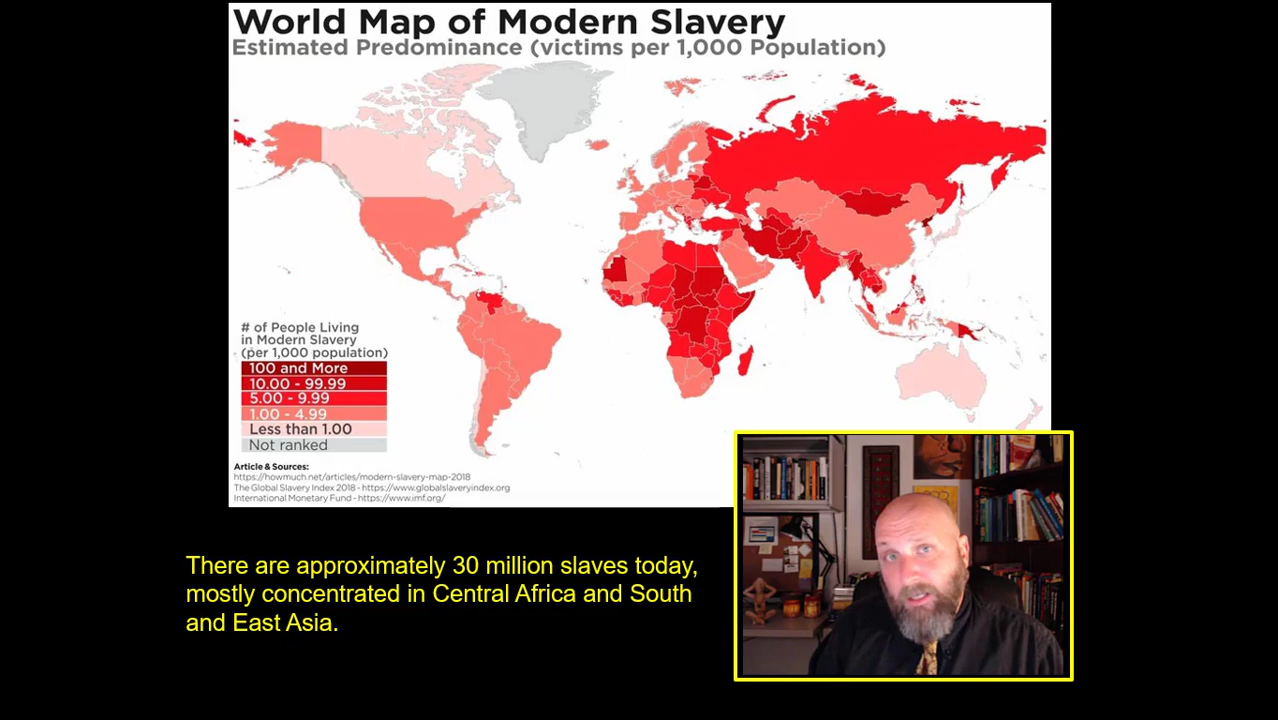 World Map of Modern Slavery
Estimated Predominance (victims per 1,000 Population)
# of People Living
in Modern Slavery
(per 1,000 population)
100 and More
10.00 - 99.99
5.00 - 9.99
1.00 - 4.99
Less than 1.00
Not ranked
Article & Sources:
https://howmuch.net/articles/modern-slavery-map-2018
The Global Slavery Index 2018 - https://www.globalslaveryindex.org
International Monetary Fund - https://www.imf.org/
There are approximately 30 million slaves today,
mostly concentrated in Central Africa and South
and East Asia.